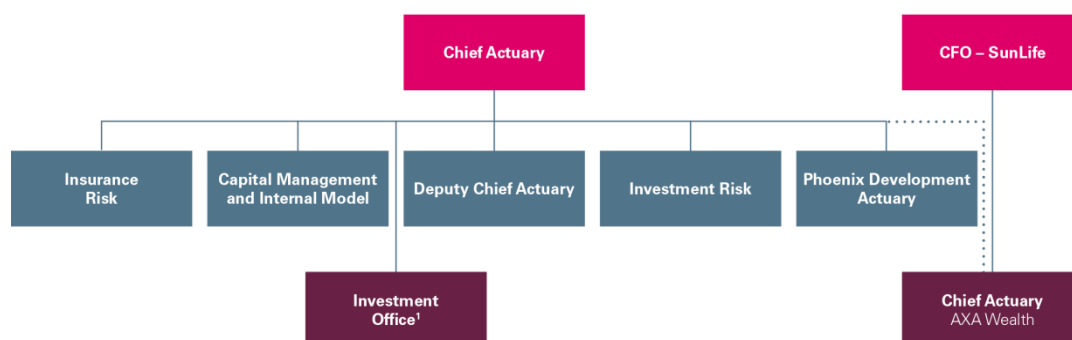 Chief Actuary
CFO – SunLife
Insurance
Risk
Capital Management
and Internal Model
Deputy Chief Actuary
Investment Risk
Phoenix Development
Actuary
Investment
Office¹
Chief Actuary
AXA Wealth